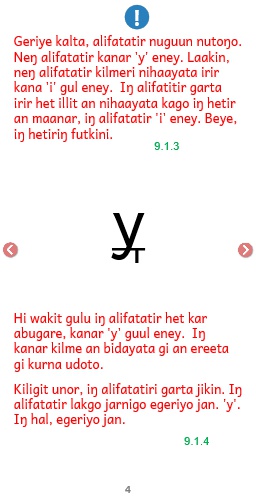 !
Geriye kalta, alifatatir nuguun nutoŋo.
Neŋ alifatatir kanar 'y' eney. Laakin,
neŋ alifatatir kilmeri nihaayata irir
kana 'i' gul eney. Iŋ alifatitir garta
irir het illit an nihaayata kago iŋ hetir
an maanar, iŋ alifatatir 'i' eney. Beye,
iŋ hetiriŋ futkini.
9.1.3
y
T
Hi wakit gulu iŋ alifatatir het kar
abugare, kanar 'y' guul eney. Iŋ
kanar kilme an bidayata gi an ereeta
gi kurna udoto.
Kiligit unor, iŋ alifatatiri garta jikin. Iŋ
alifatatir lakgo jarnigo egeriyo jan. 'y'.
Iŋ hal, egeriyo jan.
9.1.4
4